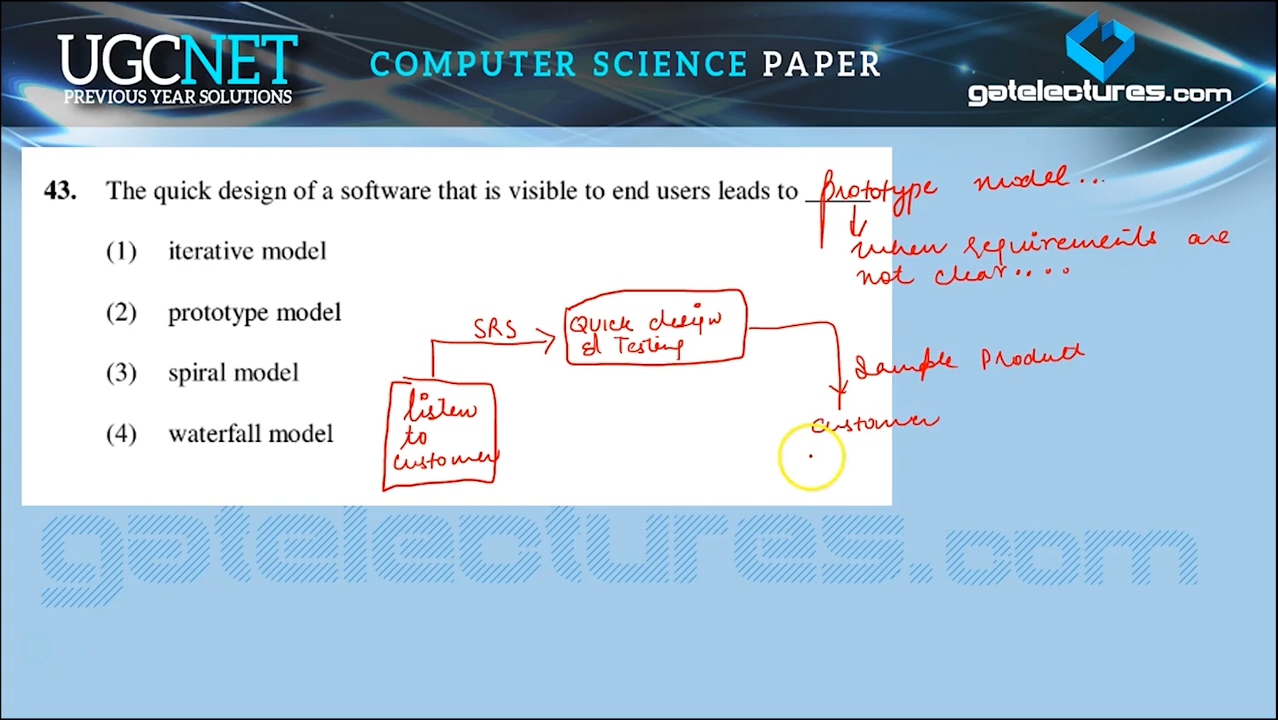 UGCNET
PREVIOUS YEAR SOLUTIONS
COMPUTER SCIENCE PAPER
gatelectures.com
43. The quick design of a software that is visible to end users leads to ______
prototype model...
when requirements are
not clear....
(1) iterative model
(2) prototype model
(3) spiral model
(4) waterfall model
SRS
Quick design
& Testing
Sample Product
customer
listen
to
customer
gatelectures.com